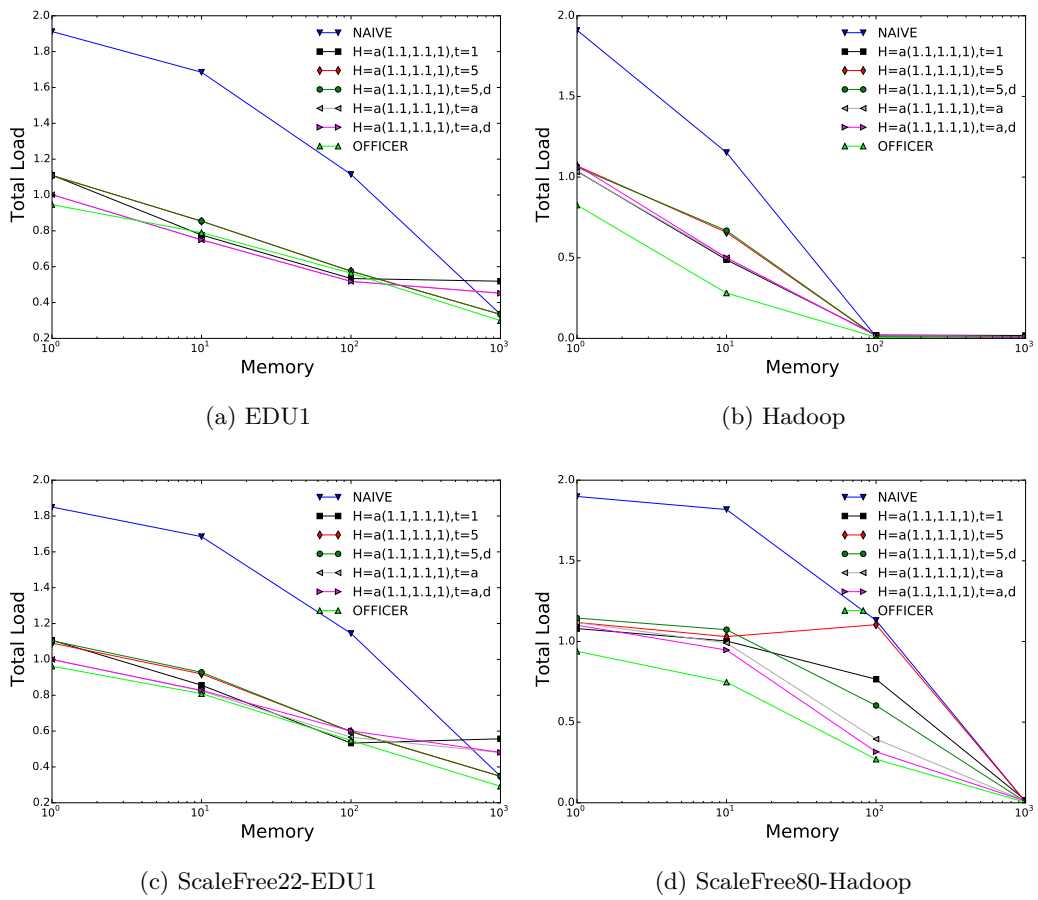 2.0
1.8
1.6
1.4
1.2
1.0
0.8
0.6
0.4
0.2
Total Load
10⁰ 10¹ 10² 10³
Memory
NAIVE
H=a(1.1,1.1,1),t=1
H=a(1.1,1.1,1),t=5
H=a(1.1,1.1,1),t=5,d
H=a(1.1,1.1,1),t=a
H=a(1.1,1.1,1),t=a,d
OFFICER
(a) EDU1
2.0
1.5
1.0
0.5
0.0
Total Load
10⁰ 10¹ 10² 10³
Memory
NAIVE
H=a(1.1,1.1,1),t=1
H=a(1.1,1.1,1),t=5
H=a(1.1,1.1,1),t=5,d
H=a(1.1,1.1,1),t=a
H=a(1.1,1.1,1),t=a,d
OFFICER
(b) Hadoop
2.0
1.8
1.6
1.4
1.2
1.0
0.8
0.6
0.4
0.2
Total Load
10⁰ 10¹ 10² 10³
Memory
NAIVE
H=a(1.1,1.1,1),t=1
H=a(1.1,1.1,1),t=5
H=a(1.1,1.1,1),t=5,d
H=a(1.1,1.1,1),t=a
H=a(1.1,1.1,1),t=a,d
OFFICER
(c) ScaleFree22-EDU1
2.0
1.5
1.0
0.5
0.0
Total Load
10⁰ 10¹ 10² 10³
Memory
NAIVE
H=a(1.1,1.1,1),t=1
H=a(1.1,1.1,1),t=5
H=a(1.1,1.1,1),t=5,d
H=a(1.1,1.1,1),t=a
H=a(1.1,1.1,1),t=a,d
OFFICER
(d) ScaleFree80-Hadoop